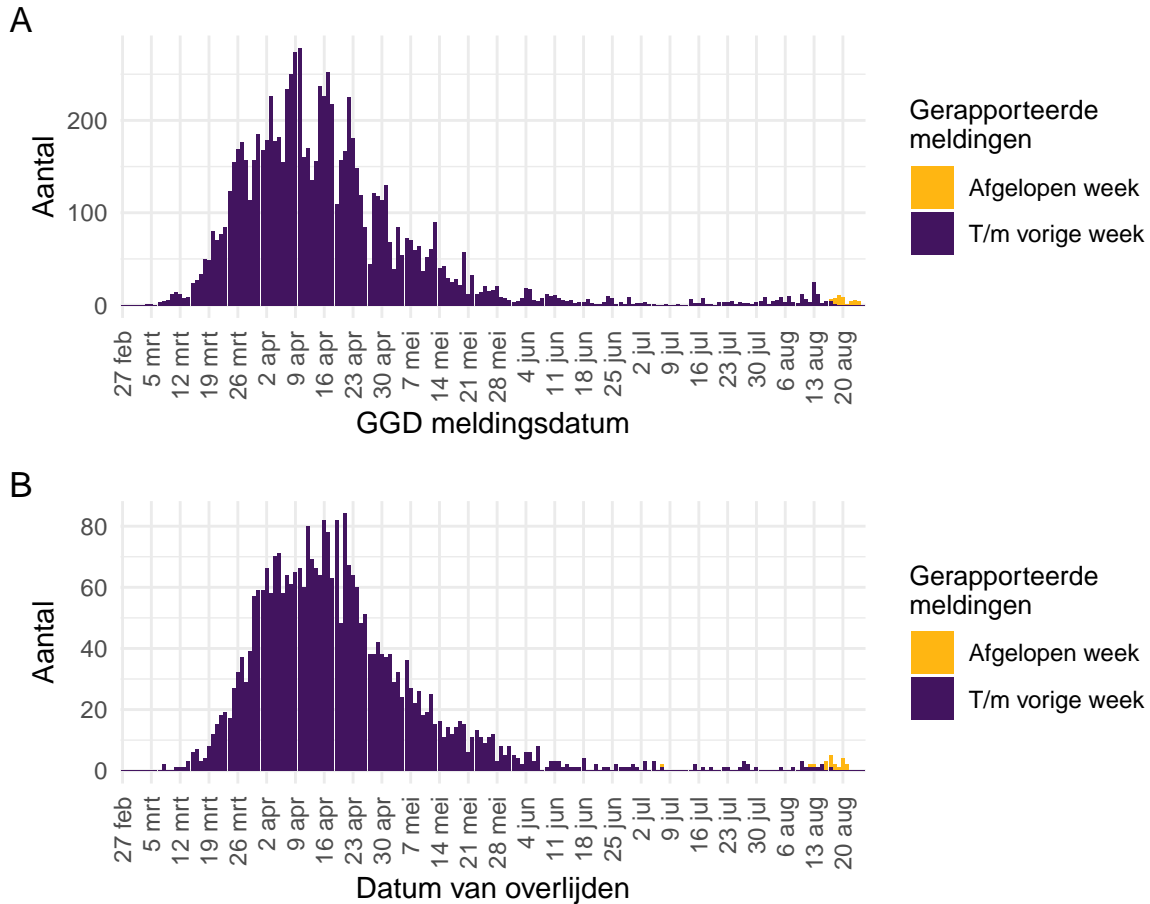 A
Aantal
200
100
0
27 feb
5 mrt
12 mrt
19 mrt
26 mrt
2 apr
9 apr
16 apr
23 apr
30 apr
7 mei
14 mei
21 mei
28 mei
4 jun
11 jun
18 jun
25 jun
2 jul
9 jul
16 jul
23 jul
30 jul
6 aug
13 aug
20 aug
GGD meldingsdatum
Gerapporteerde
meldingen
Afgelopen week
T/m vorige week
B
Aantal
80
60
40
20
0
27 feb
5 mrt
12 mrt
19 mrt
26 mrt
2 apr
9 apr
16 apr
23 apr
30 apr
7 mei
14 mei
21 mei
28 mei
4 jun
11 jun
18 jun
25 jun
2 jul
9 jul
16 jul
23 jul
30 jul
6 aug
13 aug
20 aug
Datum van overlijden
Gerapporteerde
meldingen
Afgelopen week
T/m vorige week